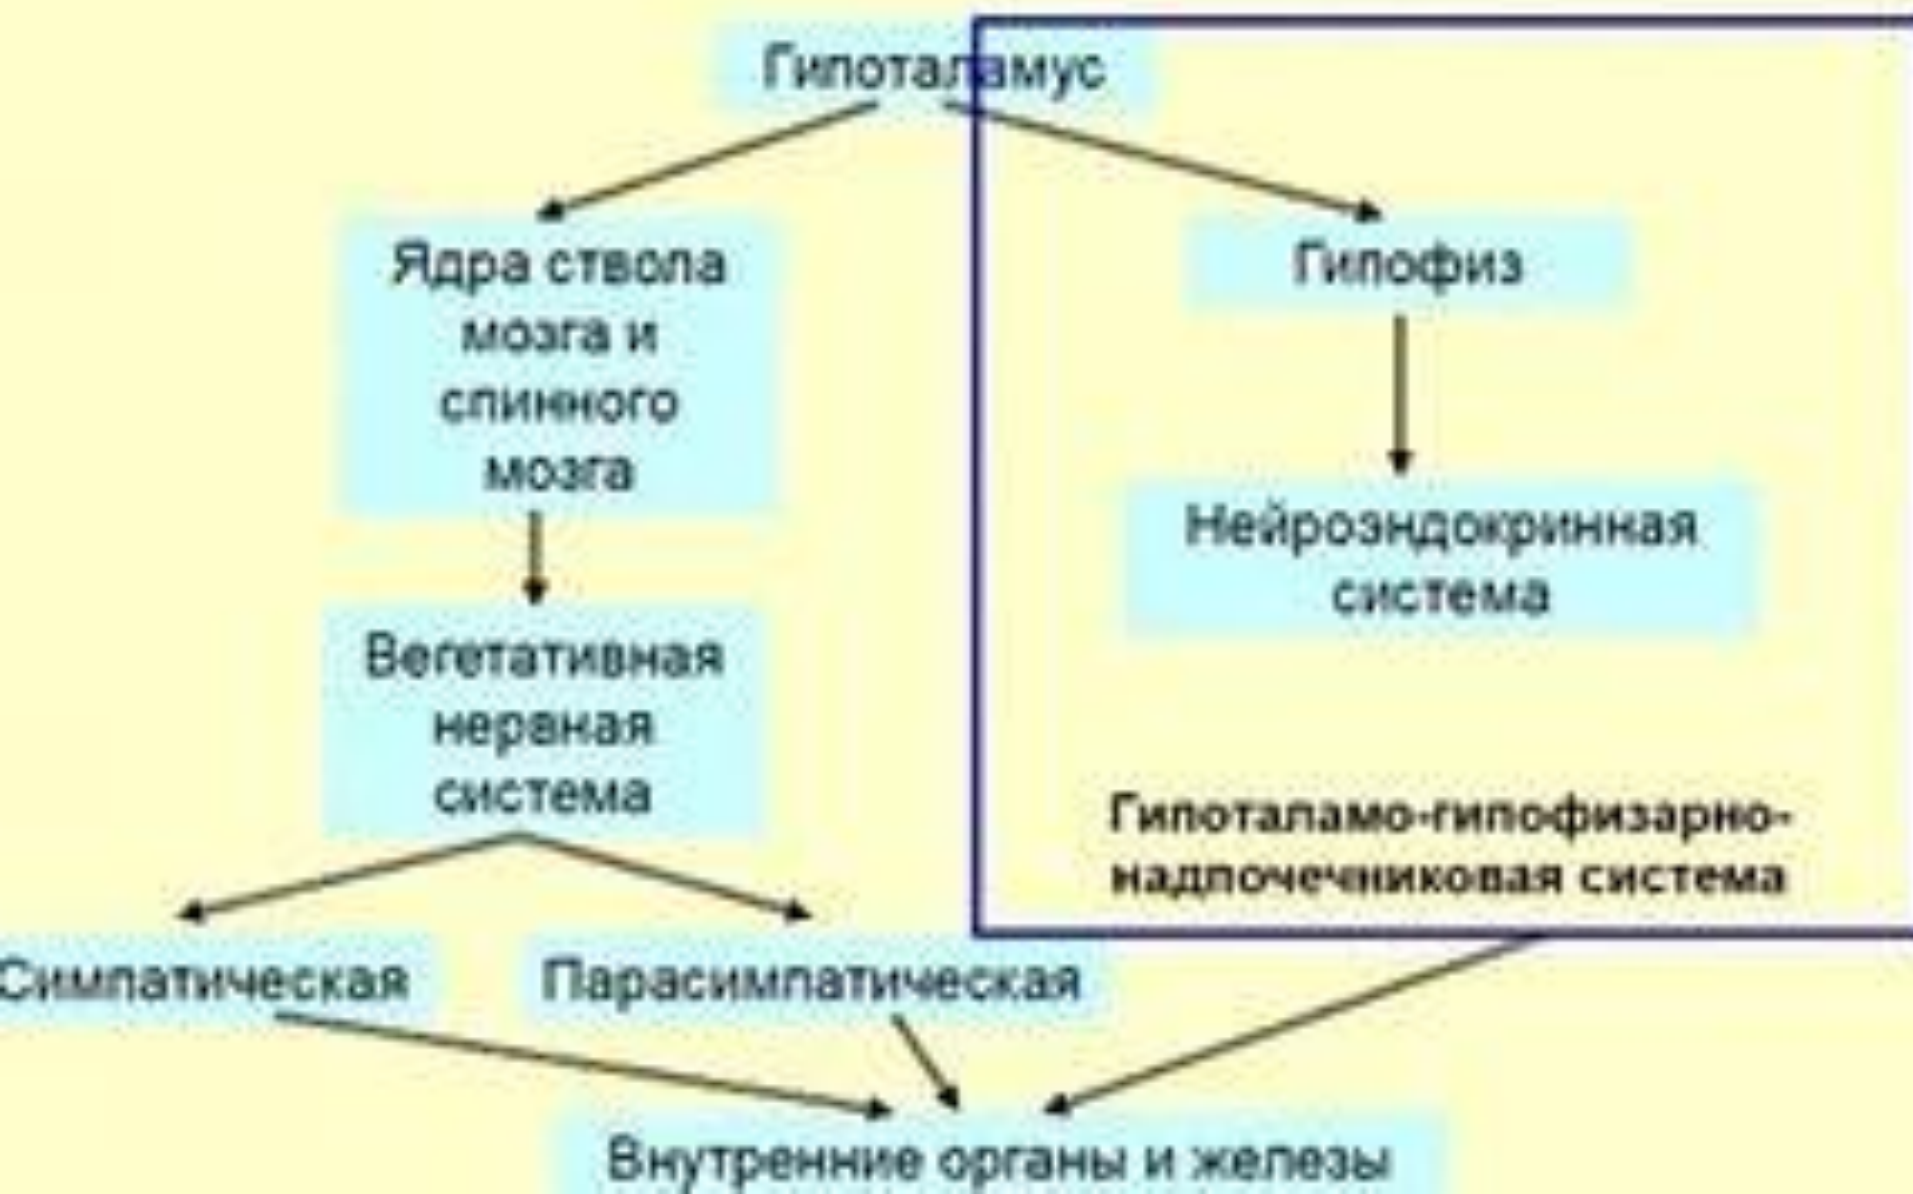 Гипоталамус
Ядра ствола
мозга и
спинного
мозга
Гипофиз
Нейроэндокринная
система
Вегетативная
нервная
система
Гипоталамо-гипофизарно-
надпочечниковая система
Симпатическая
Парасимпатическая
Внутренние органы и железы